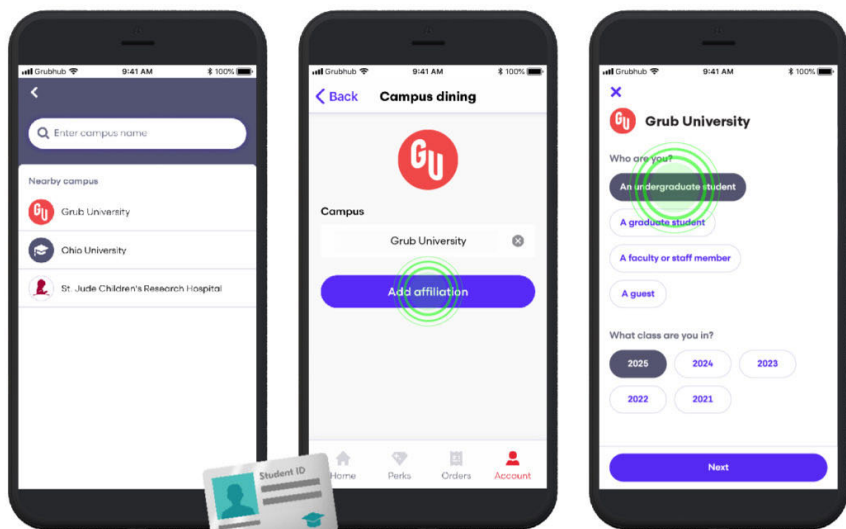 Grubhub 9:41 AM 100%
Enter campus name
Nearby campus
GU Grub University
Ohio University
St. Jude Children's Research Hospital
Grubhub 9:41 AM 100%
Back Campus dining
GU
Campus
Grub University
Add affiliation
Home Perks Orders Account
Student ID
Grubhub 9:41 AM 100%
GU Grub University
Who are you?
An undergraduate student
A graduate student
A faculty or staff member
A guest
What class are you in?
2025 2024 2023
2022 2021
Next